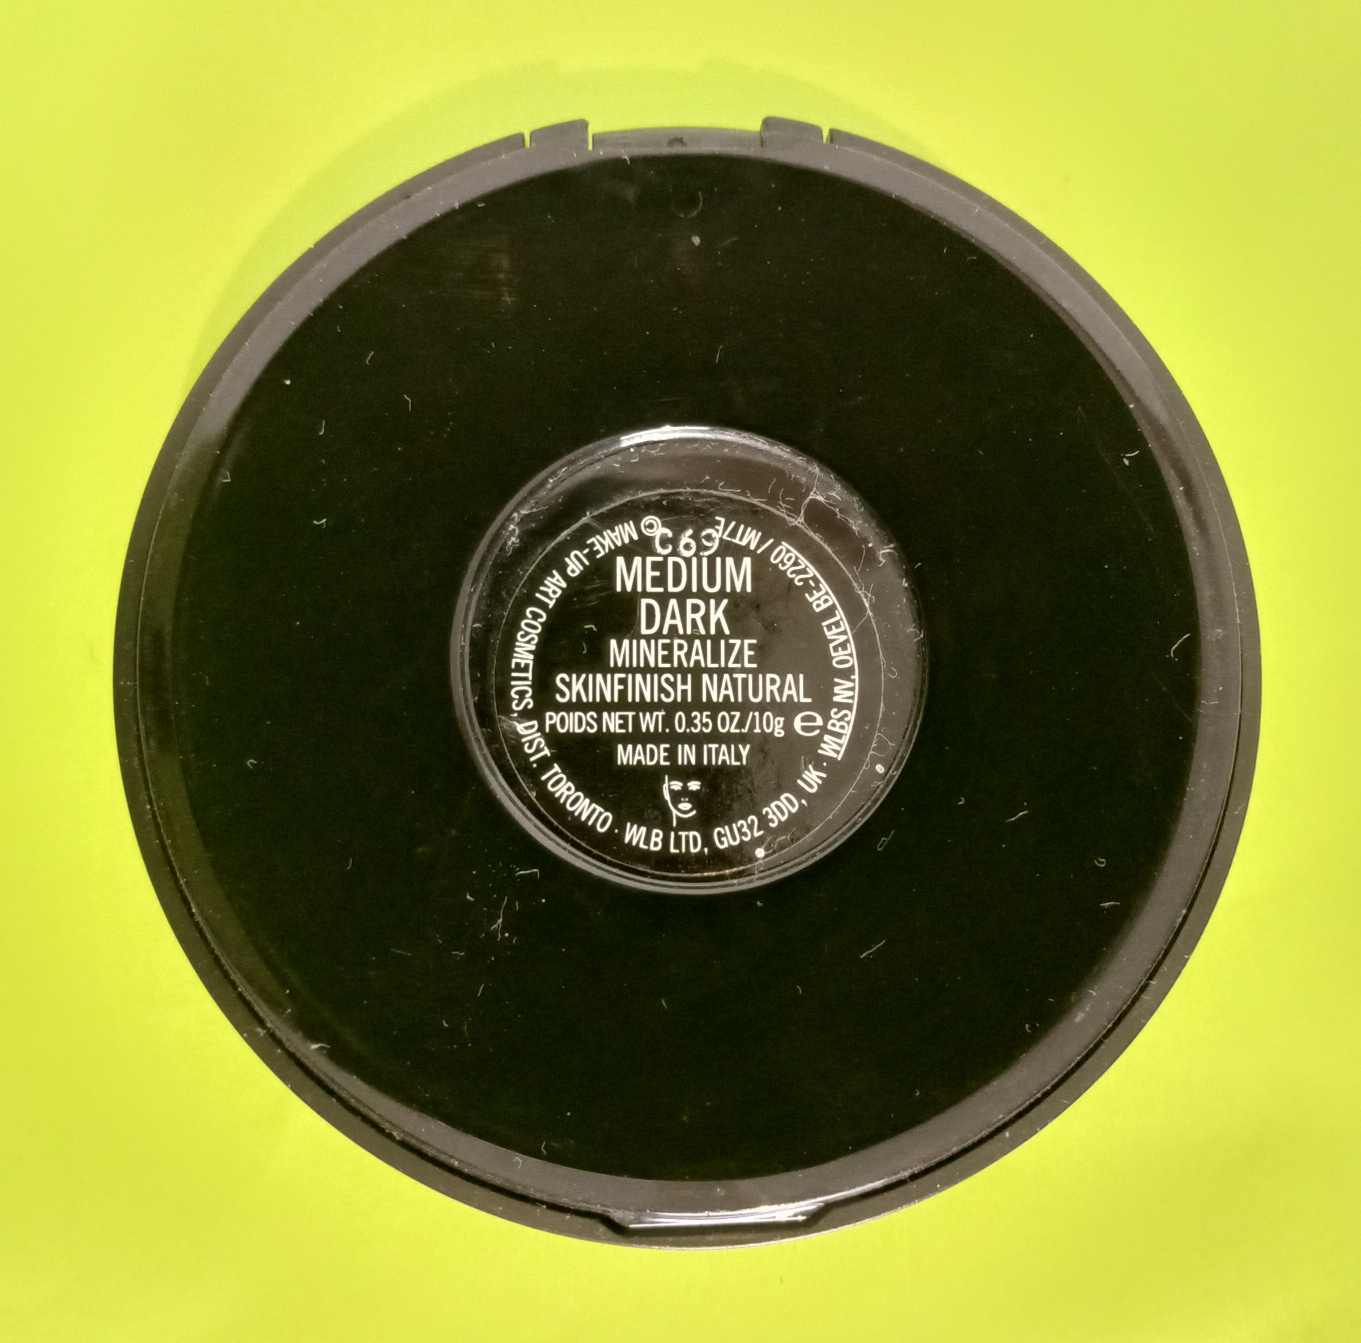 C69
MEDIUM
DARK
MINERALIZE
SKINFINISH NATURAL
POIDS NET WT. 0.35 OZ./10g ℮
MADE IN ITALY
© MAKE-UP ART COSMETICS, DIST. TORONTO · WLB LTD, GU32 3DD, UK · WLBS NV, OEVEL BE-2260 / MT7E